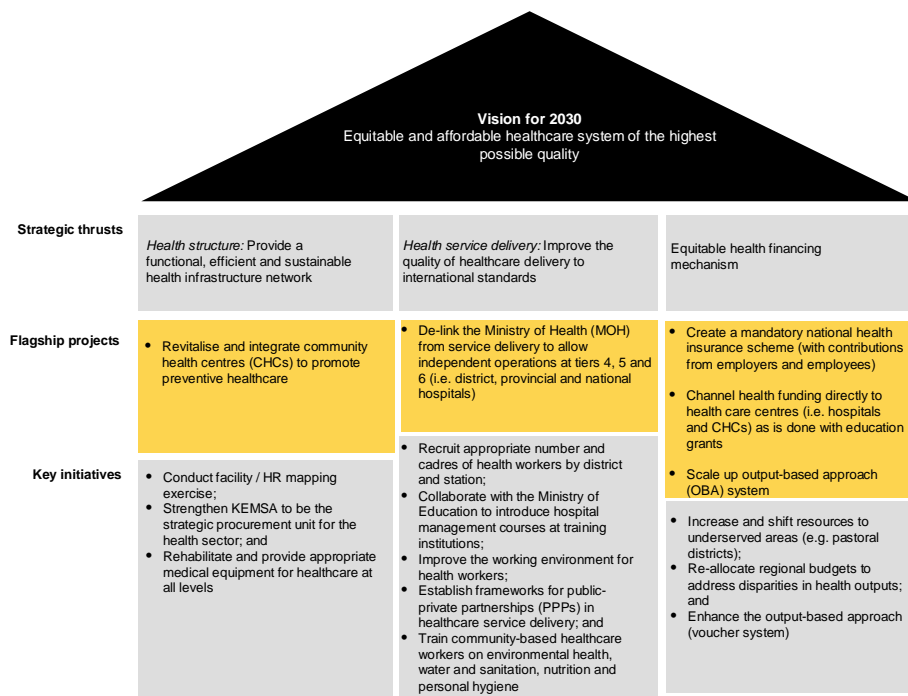 Vision for 2030
Equitable and affordable healthcare system of the highest
possible quality
Strategic thrusts
Health structure: Provide a
functional, efficient and sustainable
health infrastructure network
Health service delivery: Improve the
quality of healthcare delivery to
international standards
Equitable health financing
mechanism
Flagship projects
• Revitalise and integrate community
health centres (CHCs) to promote
preventive healthcare
• De-link the Ministry of Health (MOH)
from service delivery to allow
independent operations at tiers 4, 5 and
6 (i.e. district, provincial and national
hospitals)
• Create a mandatory national health
insurance scheme (with contributions
from employers and employees)
• Channel health funding directly to
health care centres (i.e. hospitals
and CHCs) as is done with education
grants
• Scale up output-based approach
(OBA) system
Key initiatives
• Conduct facility / HR mapping
exercise;
• Strengthen KEMSA to be the
strategic procurement unit for the
health sector; and
• Rehabilitate and provide appropriate
medical equipment for healthcare at
all levels
• Recruit appropriate number and
cadres of health workers by district
and station;
• Collaborate with the Ministry of
Education to introduce hospital
management courses at training
institutions;
• Improve the working environment for
health workers;
• Establish frameworks for public-
private partnerships (PPPs) in
healthcare service delivery; and
• Train community-based healthcare
workers on environmental health,
water and sanitation, nutrition and
personal hygiene
• Increase and shift resources to
underserved areas (e.g. pastoral
districts);
• Re-allocate regional budgets to
address disparities in health outputs;
and
• Enhance the output-based approach
(voucher system)